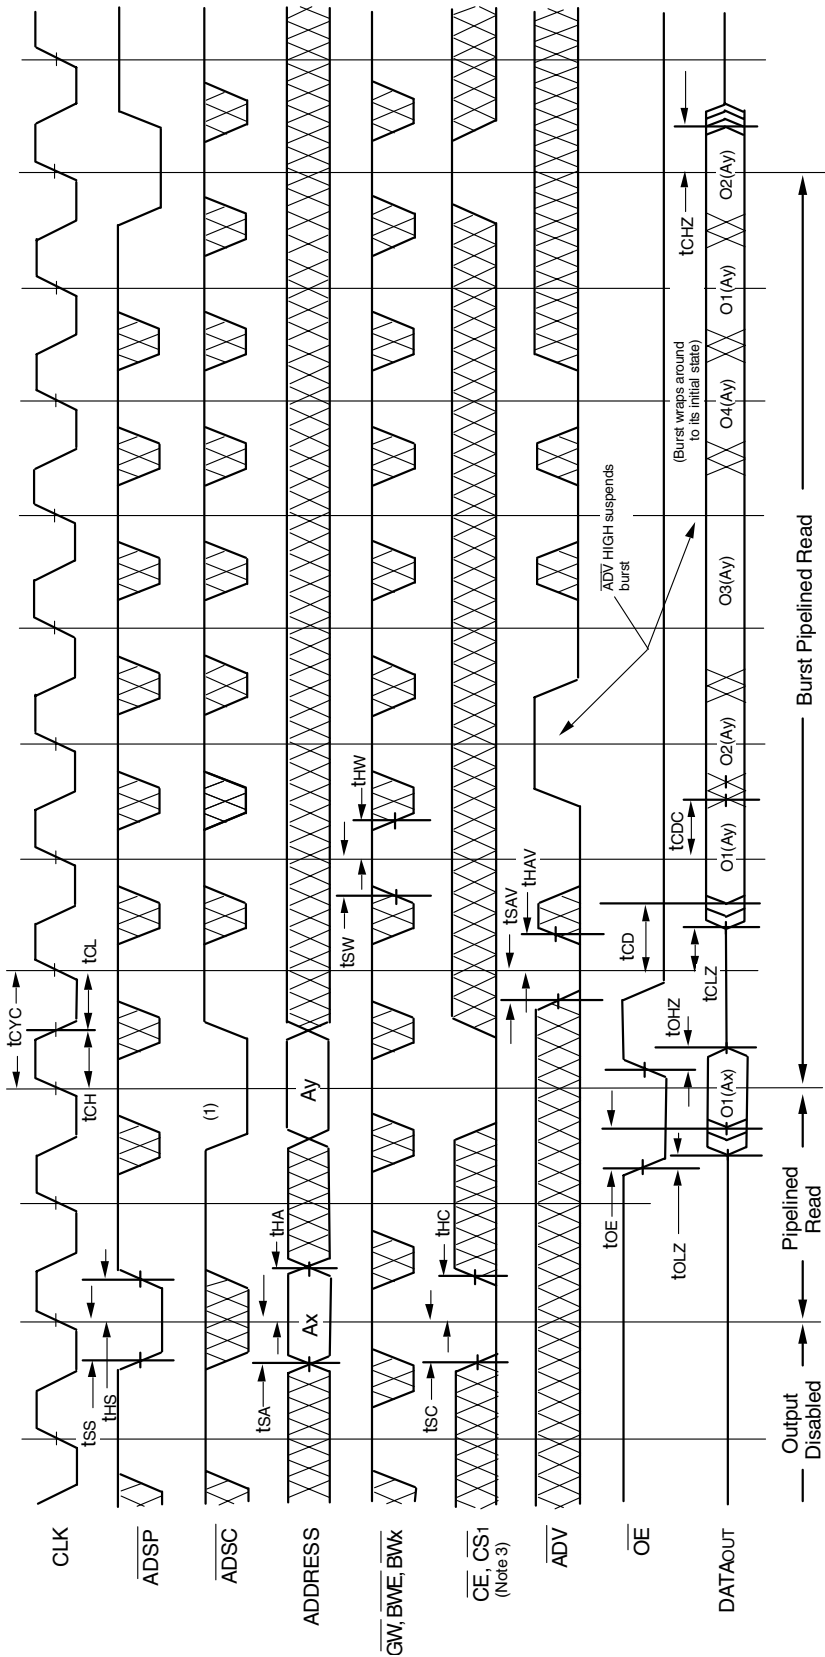 CLK
tCYC
tCH
tCL
tSS
tHS
ADSP
ADSC
(1)
ADDRESS
Ax
Ay
tSA
tHA
GW, BWE, BWx
tSW
tHW
CE, CS1
(Note 3)
tSC
tHC
ADV
tSAV
tHAV
ADV HIGH suspends
burst
OE
tOE
tOHZ
tCD
tOLZ
tCLZ
tCDC
tCHZ
(Burst wraps around
to its initial state)
DATAOUT
O1(Ax)
O1(Ay)
O2(Ay)
O3(Ay)
O4(Ay)
O1(Ay)
O2(Ay)
Output
Disabled
Pipelined
Read
Burst Pipelined Read